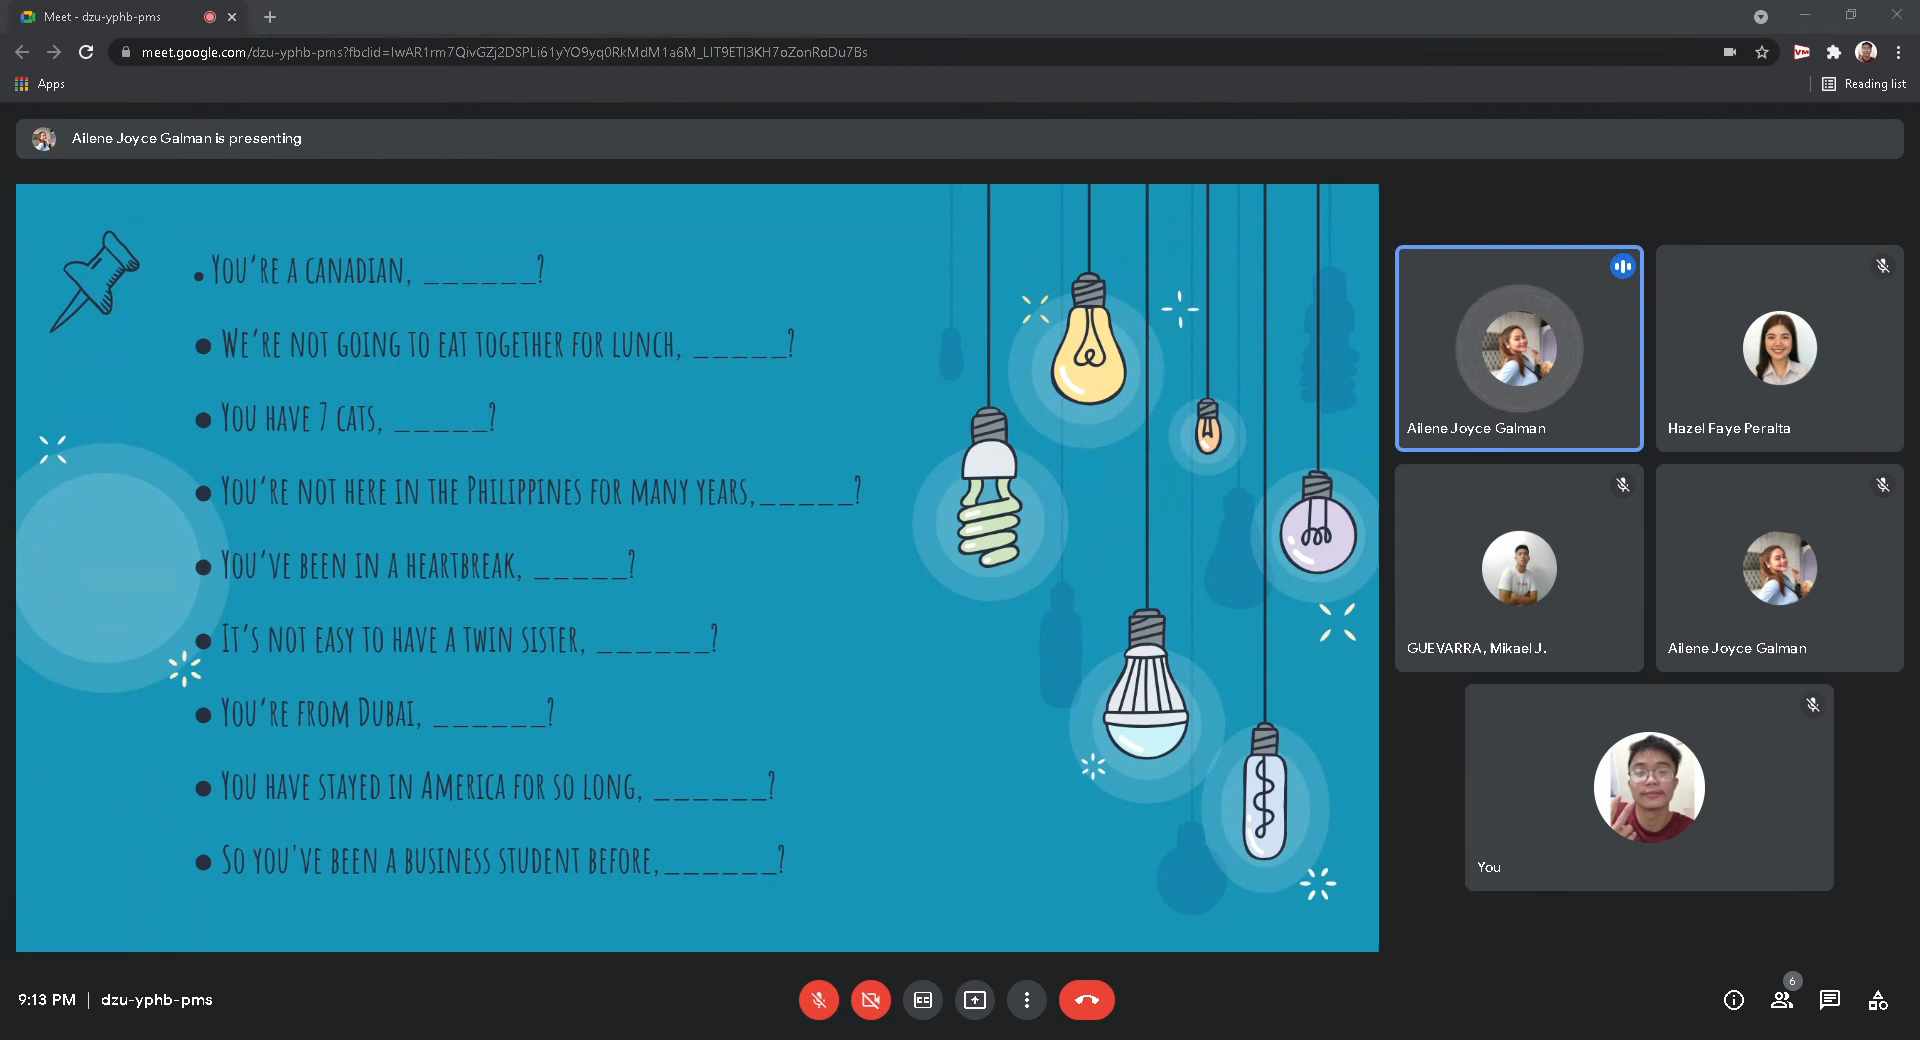 Meet - dzu-yphb-pms
meet.google.com/dzu-yphb-pms?fbclid=IwAR1rm7QivGZj2DSPLi61yYO9yq0RkMdM1a6M_LIT9ETI3KH7oZonRoDu7Bs
VM
Apps
Reading list
Ailene Joyce Galman is presenting
• You're a canadian, ______?
• We're not going to eat together for lunch, _____?
• You have 7 cats, _____?
• You're not here in the Philippines for many years,_____?
• You've been in a heartbreak, _____?
• It's not easy to have a twin sister, ______?
• You're from Dubai, ______?
• You have stayed in America for so long, ______?
• So you've been a business student before,______?
Ailene Joyce Galman
Hazel Faye Peralta
GUEVARRA, Mikael J.
Ailene Joyce Galman
You
9:13 PM | dzu-yphb-pms
CC
6